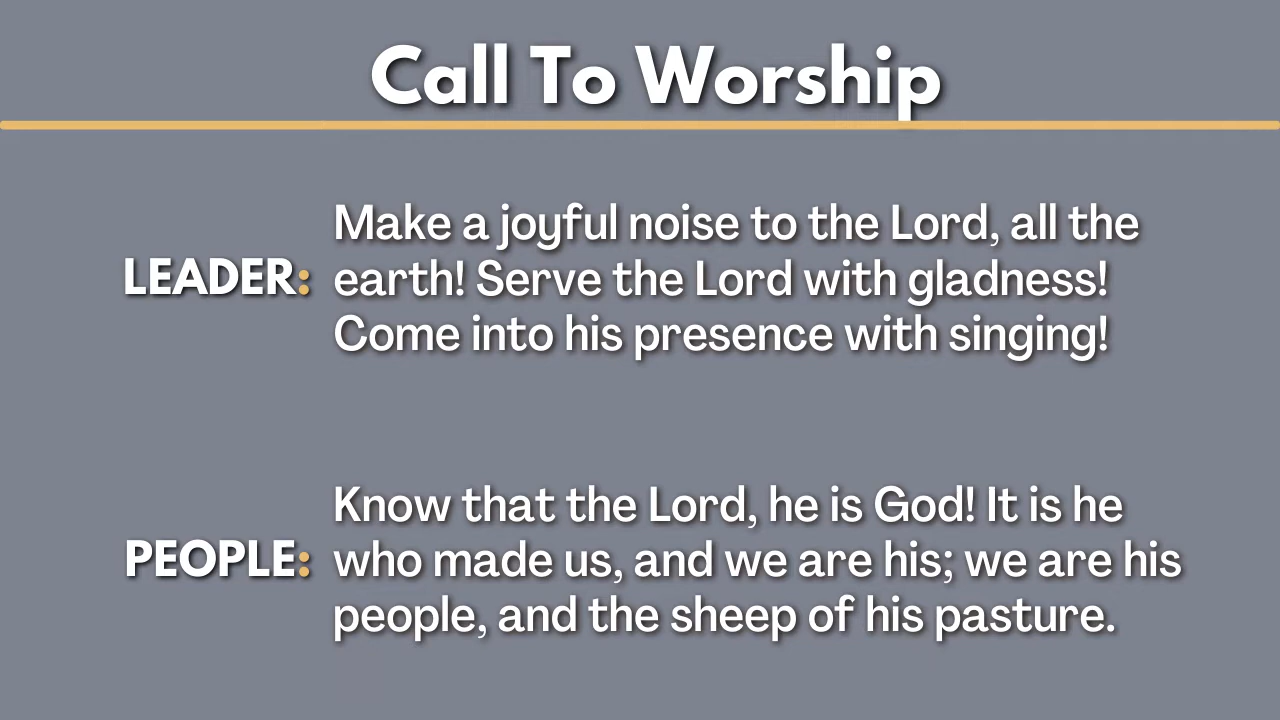 Call To Worship
Make a joyful noise to the Lord, all the
LEADER: earth! Serve the Lord with gladness!
Come into his presence with singing!
Know that the Lord, he is God! It is he
PEOPLE: who made us, and we are his; we are his
people, and the sheep of his pasture.